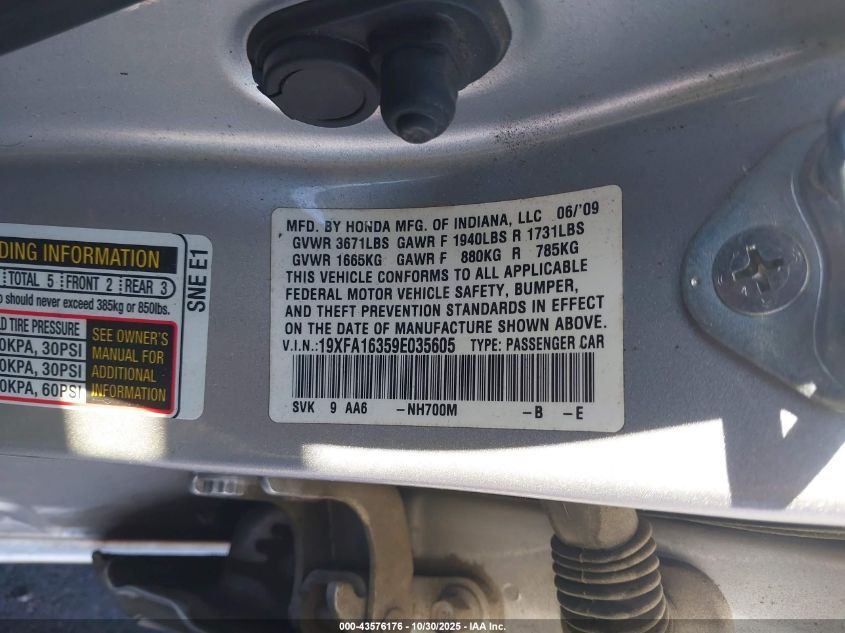 DING INFORMATION
TOTAL 5 FRONT 2 REAR 3
should never exceed 385kg or 850lbs.
TIRE PRESSURE
0KPA, 30PSI
0KPA, 30PSI
0KPA, 60PSI
SEE OWNER'S
MANUAL FOR
ADDITIONAL
INFORMATION
SNE E1
MFD. BY HONDA MFG. OF INDIANA, LLC 06/'09
GVWR 3671LBS GAWR F 1940LBS R 1731LBS
GVWR 1665KG GAWR F 880KG R 785KG
THIS VEHICLE CONFORMS TO ALL APPLICABLE
FEDERAL MOTOR VEHICLE SAFETY, BUMPER,
AND THEFT PREVENTION STANDARDS IN EFFECT
ON THE DATE OF MANUFACTURE SHOWN ABOVE.
V.I.N.:19XFA16359E035605 TYPE: PASSENGER CAR
SVK 9 AA6 -NH700M -B -E
000-43576176 - 10/30/2025 - IAA Inc.